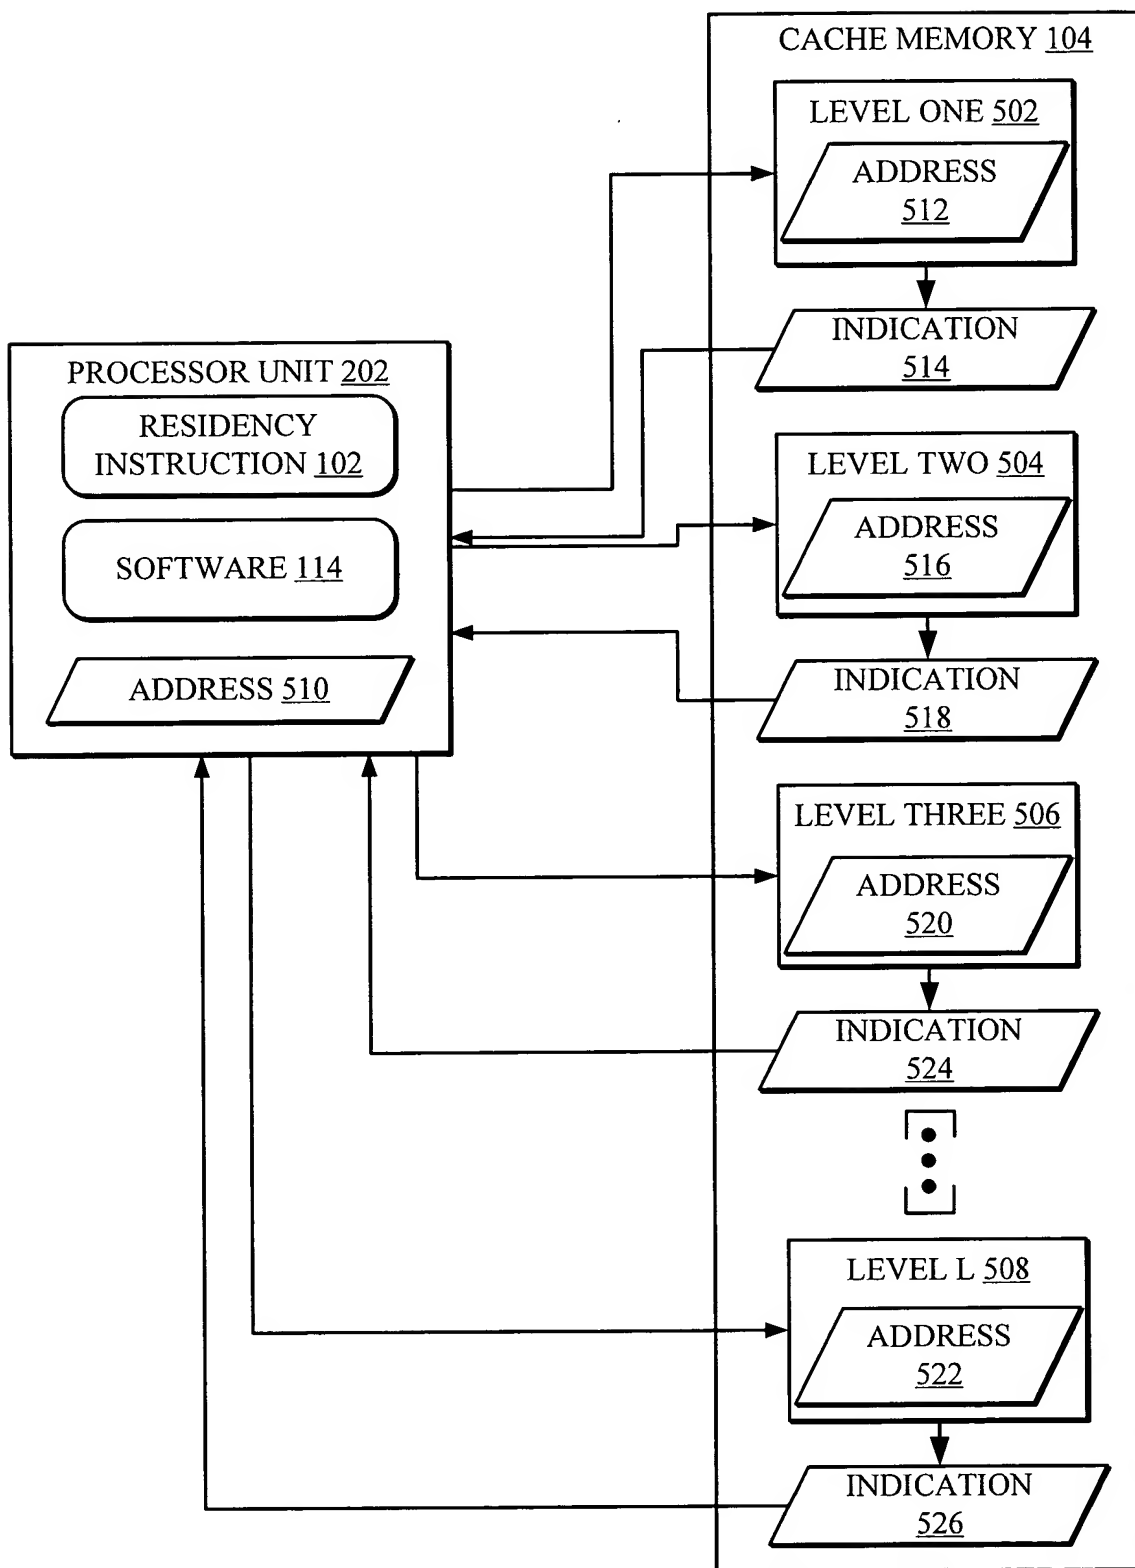 CACHE MEMORY 104
LEVEL ONE 502
ADDRESS
512
INDICATION
514
PROCESSOR UNIT 202
RESIDENCY
INSTRUCTION 102
SOFTWARE 114
ADDRESS 510
LEVEL TWO 504
ADDRESS
516
INDICATION
518
LEVEL THREE 506
ADDRESS
520
INDICATION
524
LEVEL L 508
ADDRESS
522
INDICATION
526